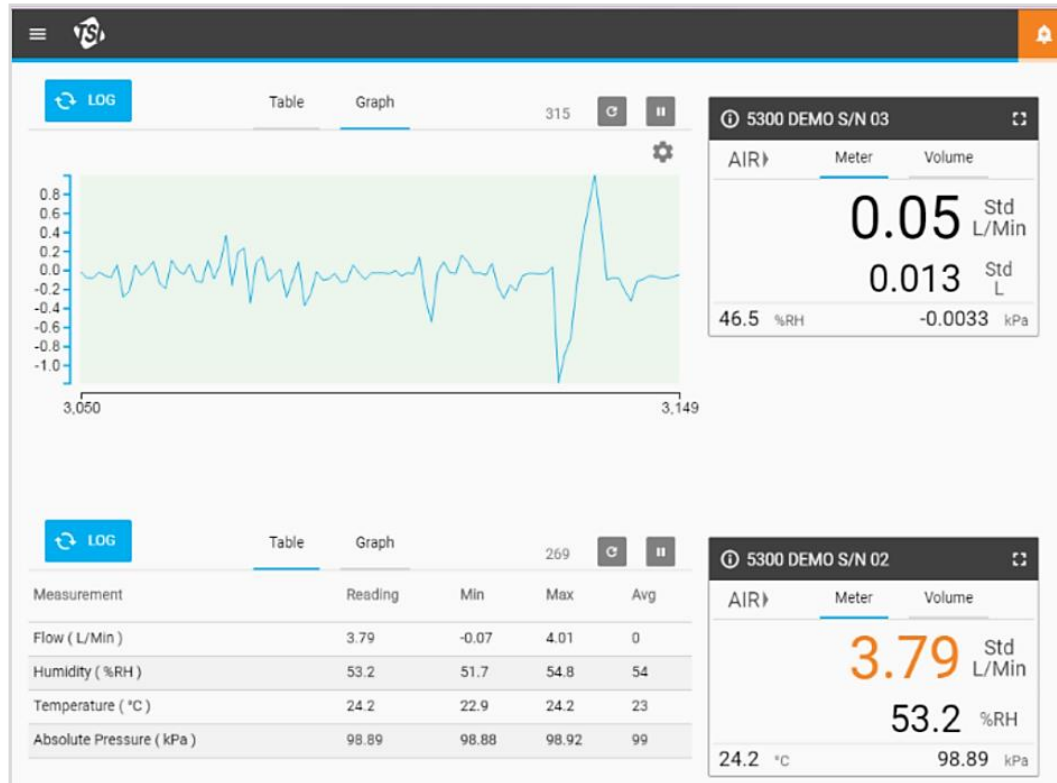 TSI
LOG Table Graph 315
0.8
0.6
0.4
0.2
0.0
-0.2
-0.4
-0.6
-0.8
-1.0
3,050 3,149
5300 DEMO S/N 03
AIR Meter Volume
0.05 Std L/Min
0.013 Std L
46.5 %RH -0.0033 kPa
LOG Table Graph 269
Measurement Reading Min Max Avg
Flow ( L/Min ) 3.79 -0.07 4.01 0
Humidity ( %RH ) 53.2 51.7 54.8 54
Temperature ( °C ) 24.2 22.9 24.2 23
Absolute Pressure ( kPa ) 98.89 98.88 98.92 99
5300 DEMO S/N 02
AIR Meter Volume
3.79 Std L/Min
53.2 %RH
24.2 °C 98.89 kPa